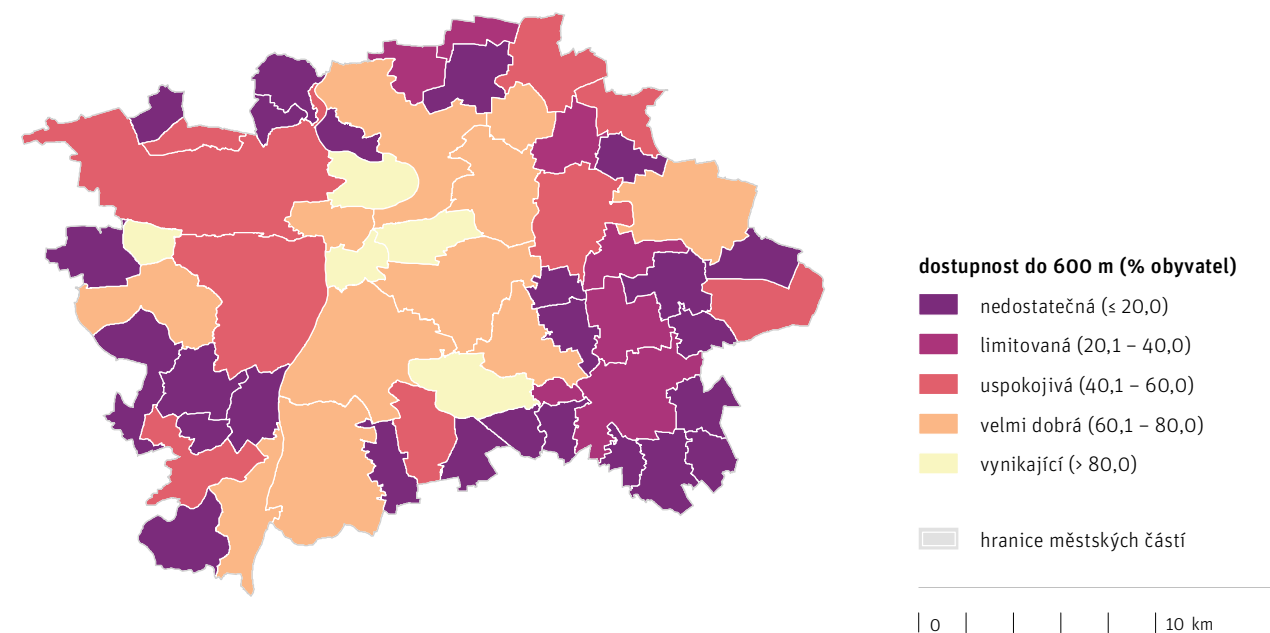 dostupnost do 600 m (% obyvatel)
nedostatečná (≤ 20,0)
limitovaná (20,1 – 40,0)
uspokojivá (40,1 – 60,0)
velmi dobrá (60,1 – 80,0)
vynikající (> 80,0)
hranice městských částí
0 10 km